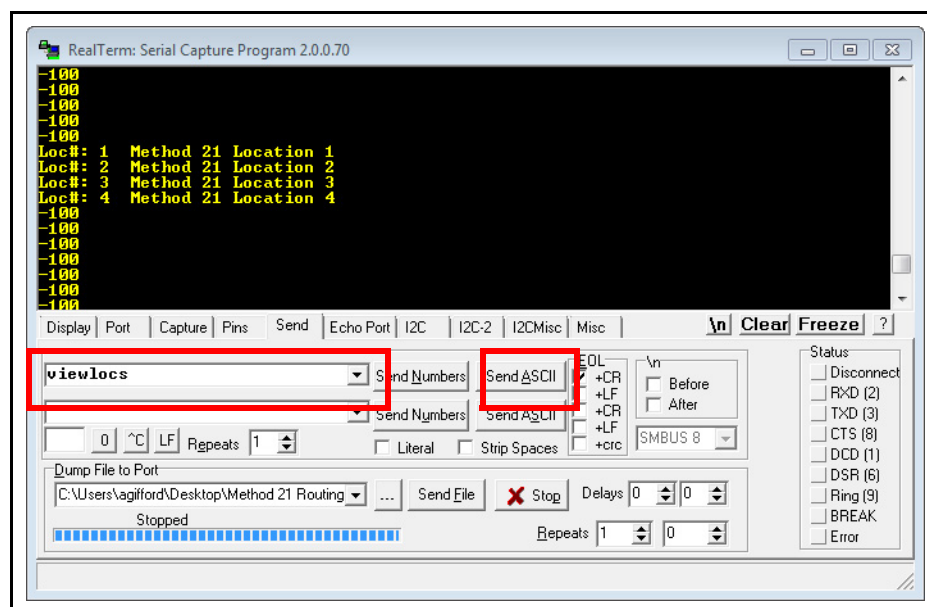 RealTerm: Serial Capture Program 2.0.0.70
-100
-100
-100
-100
-100
Loc#: 1 Method 21 Location 1
Loc#: 2 Method 21 Location 2
Loc#: 3 Method 21 Location 3
Loc#: 4 Method 21 Location 4
-100
-100
-100
-100
-100
-100
-100
Display Port Capture Pins Send Echo Port I2C I2C-2 I2CMisc Misc \n Clear Freeze ?
viewlocs Send Numbers Send ASCII EOL +CR \n Before Status Disconnect
+LF RXD (2)
Send Numbers Send ASCII +CR After TXD (3)
+LF CTS (8)
0 ^C LF Repeats 1 Literal Strip Spaces +crc SMBUS 8 DCD (1)
Dump File to Port DSR (6)
C:\Users\agifford\Desktop\Method 21 Routing ... Send File Stop Delays 0 0 Ring (9)
Stopped BREAK
Repeats 1 0 Error